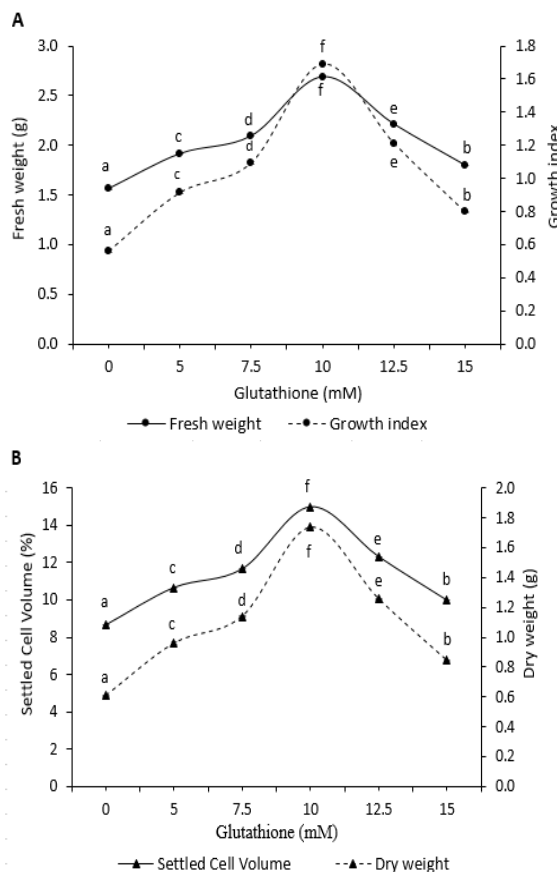 A
3.0
2.5
2.0
1.5
1.0
0.5
0.0
Fresh weight (g)
1.8
1.6
1.4
1.2
1.0
0.8
0.6
0.4
0.2
0.0
Growth index
a
c
d
f
e
b
a
c
d
f
e
b
0 5 7.5 10 12.5 15
Glutathione (mM)
Fresh weight Growth index
B
16
14
12
10
8
6
4
2
0
Settled Cell Volume (%)
2.0
1.8
1.6
1.4
1.2
1.0
0.8
0.6
0.4
0.2
0.0
Dry weight (g)
a
c
d
f
e
b
a
c
d
f
e
b
0 5 7.5 10 12.5 15
Glutathione (mM)
Settled Cell Volume Dry weight